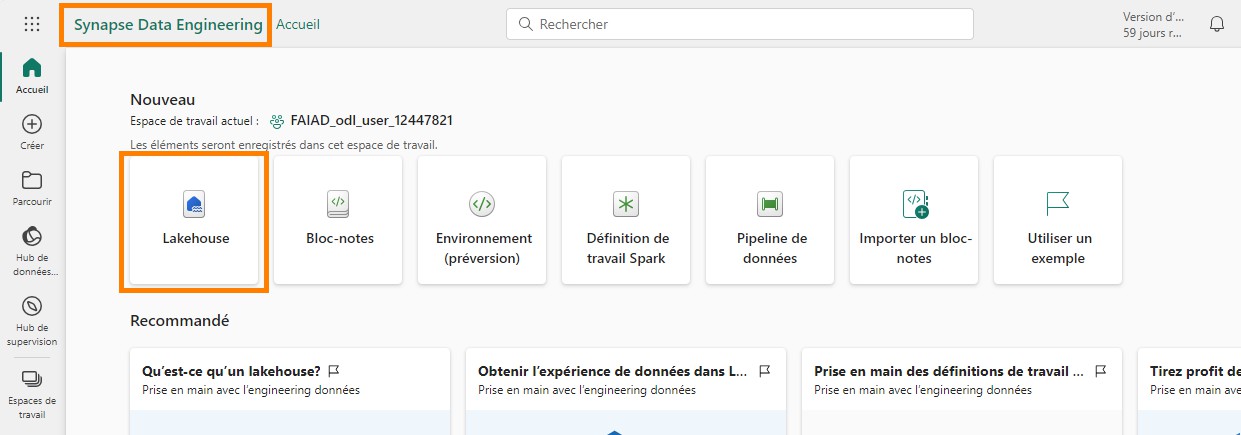 Synapse Data Engineering Accueil
Rechercher
Version d'...
59 jours r...
Accueil
Créer
Parcourir
Hub de
données...
Hub de
supervision
Espaces de
travail
Nouveau
Espace de travail actuel : FAIAD_odl_user_12447821
Les éléments seront enregistrés dans cet espace de travail.
Lakehouse
Bloc-notes
Environnement
(préversion)
Définition de
travail Spark
Pipeline de
données
Importer un bloc-
notes
Utiliser un
exemple
Recommandé
Qu'est-ce qu'un lakehouse?
Prise en main avec l'engineering données
Obtenir l'expérience de données dans L...
Prise en main avec l'engineering données
Prise en main des définitions de travail ...
Prise en main avec l'engineering données
Tirez profit de
Prise en main avec